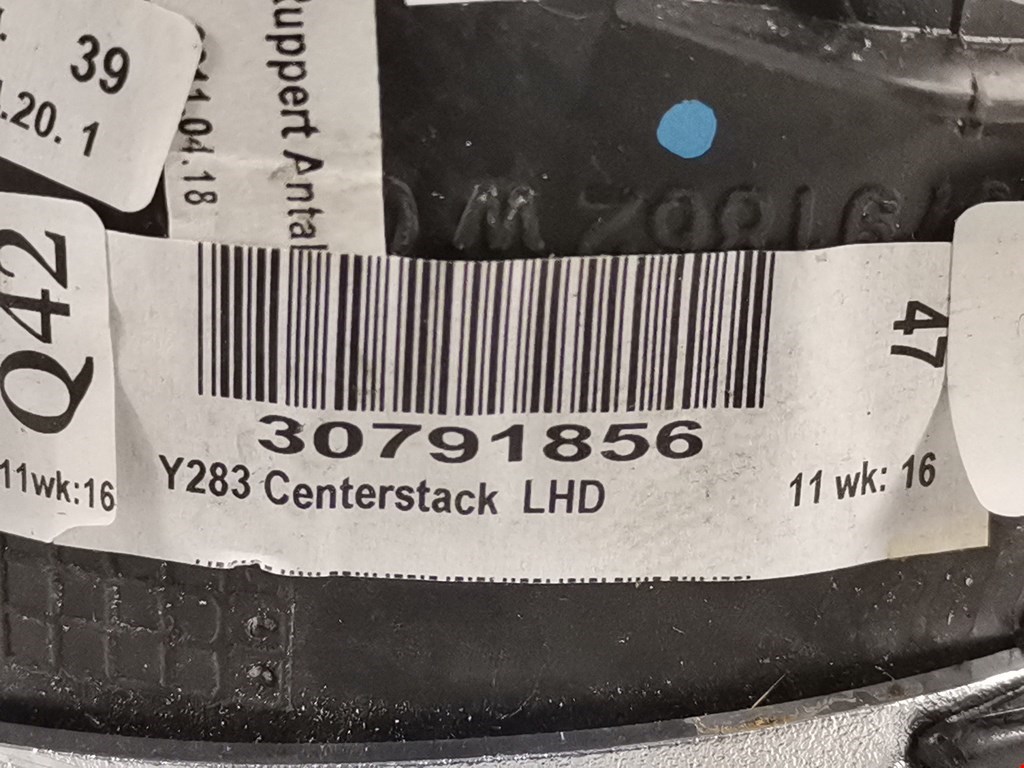 39
.20. 1
11.04.18
Ruppert Antal
Q42
11wk:16
47
30791856
Y283 Centerstack LHD
11 wk: 16